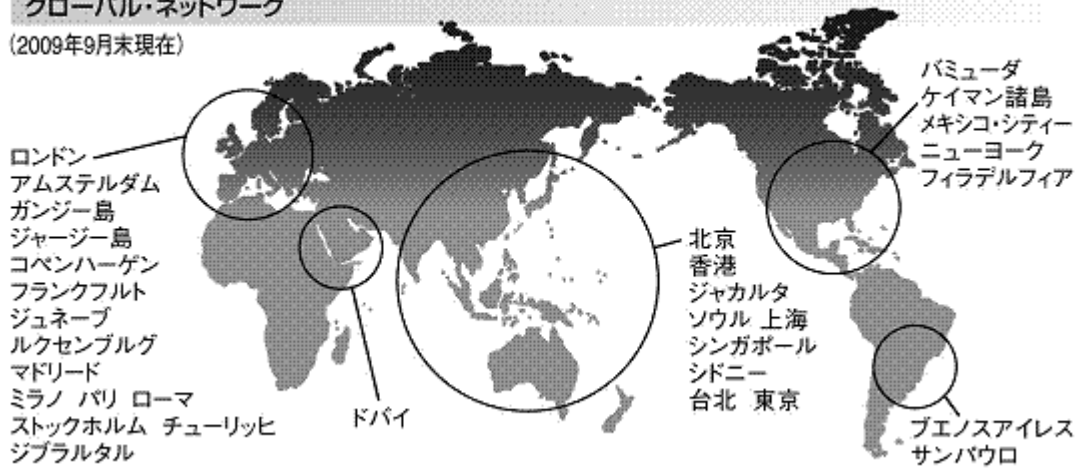 グローバル・ネットワーク
(2009年9月末現在)
ロンドン
アムステルダム
ガンジー島
ジャージー島
コペンハーゲン
フランクフルト
ジュネーブ
ルクセンブルグ
マドリード
ミラノ パリ ローマ
ストックホルム チューリッヒ
ジブラルタル
ドバイ
北京
香港
ジャカルタ
ソウル 上海
シンガポール
シドニー
台北 東京
バミューダ
ケイマン諸島
メキシコ・シティー
ニューヨーク
フィラデルフィア
ブエノスアイレス
サンパウロ